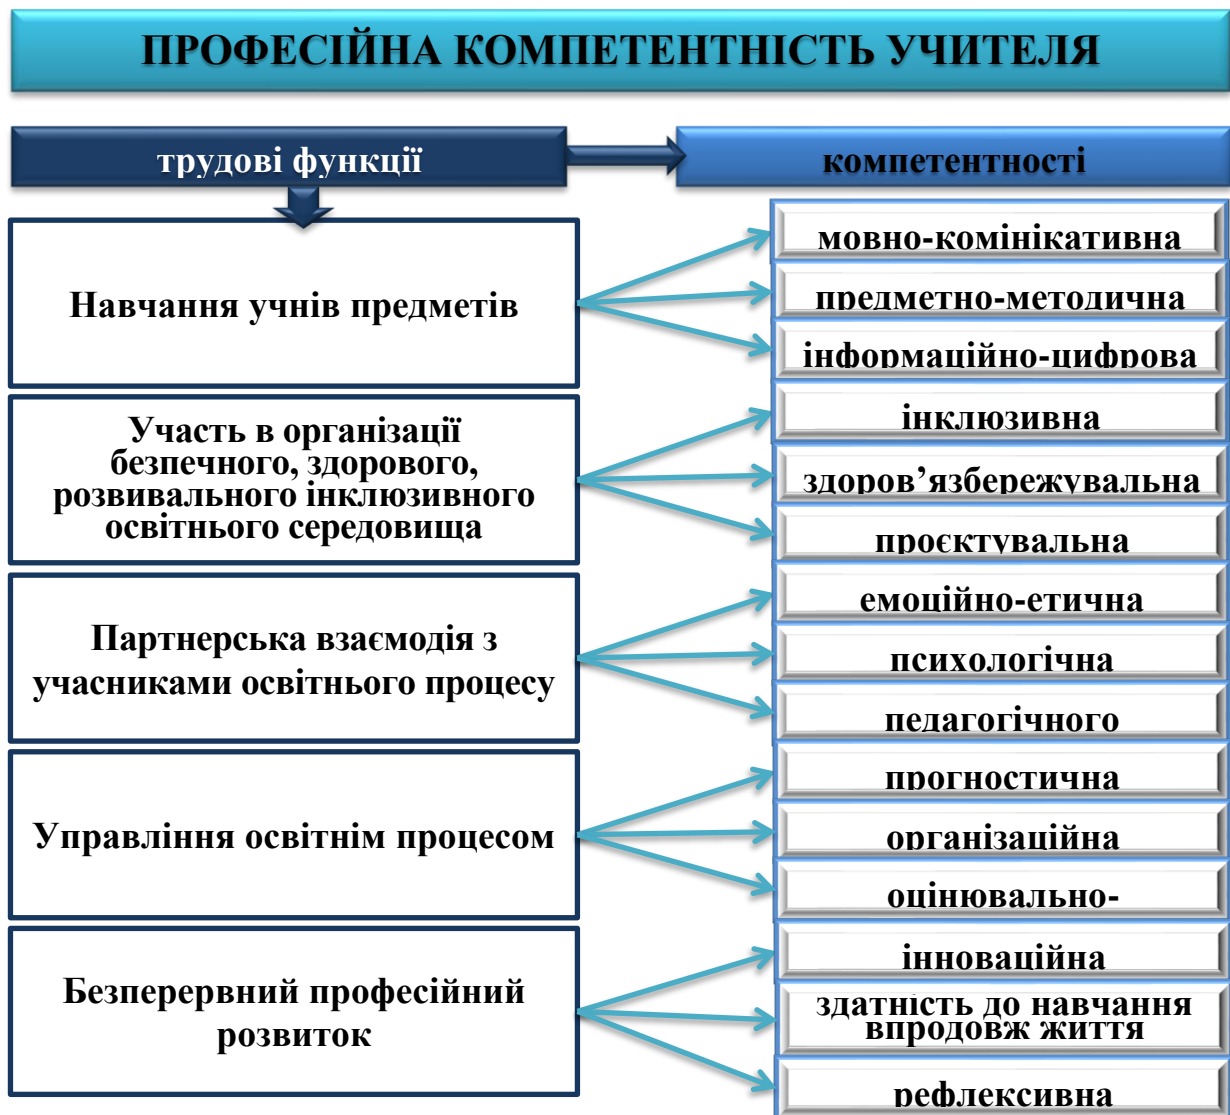 ПРОФЕСІЙНА КОМПЕТЕНТНІСТЬ УЧИТЕЛЯ
трудові функції
компетентності
Навчання учнів предметів
мовно-комінікативна
предметно-методична
інформаційно-цифрова
Участь в організації
безпечного, здорового,
розвивального інклюзивного
освітнього середовища
інклюзивна
здоров’язбережувальна
проєктувальна
Партнерська взаємодія з
учасниками освітнього процесу
емоційно-етична
психологічна
педагогічного
Управління освітнім процесом
прогностична
організаційна
оцінювально-
Безперервний професійний
розвиток
інноваційна
здатність до навчання
впродовж життя
рефлексивна